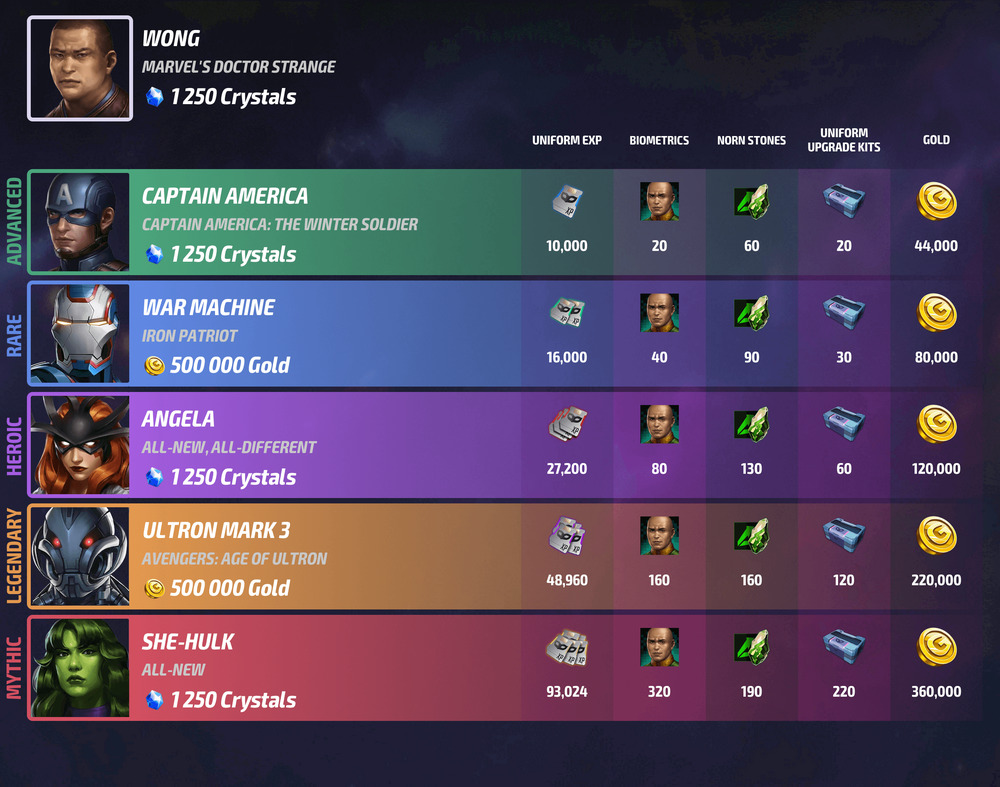 WONG
MARVEL'S DOCTOR STRANGE
1 250 Crystals
UNIFORM EXP BIOMETRICS NORN STONES UNIFORM UPGRADE KITS GOLD
ADVANCED
CAPTAIN AMERICA
CAPTAIN AMERICA: THE WINTER SOLDIER
1 250 Crystals
10,000 20 60 20 44,000
RARE
WAR MACHINE
IRON PATRIOT
500 000 Gold
16,000 40 90 30 80,000
HEROIC
ANGELA
ALL-NEW, ALL-DIFFERENT
1 250 Crystals
27,200 80 130 60 120,000
LEGENDARY
ULTRON MARK 3
AVENGERS: AGE OF ULTRON
500 000 Gold
48,960 160 160 120 220,000
MYTHIC
SHE-HULK
ALL-NEW
1 250 Crystals
93,024 320 190 220 360,000